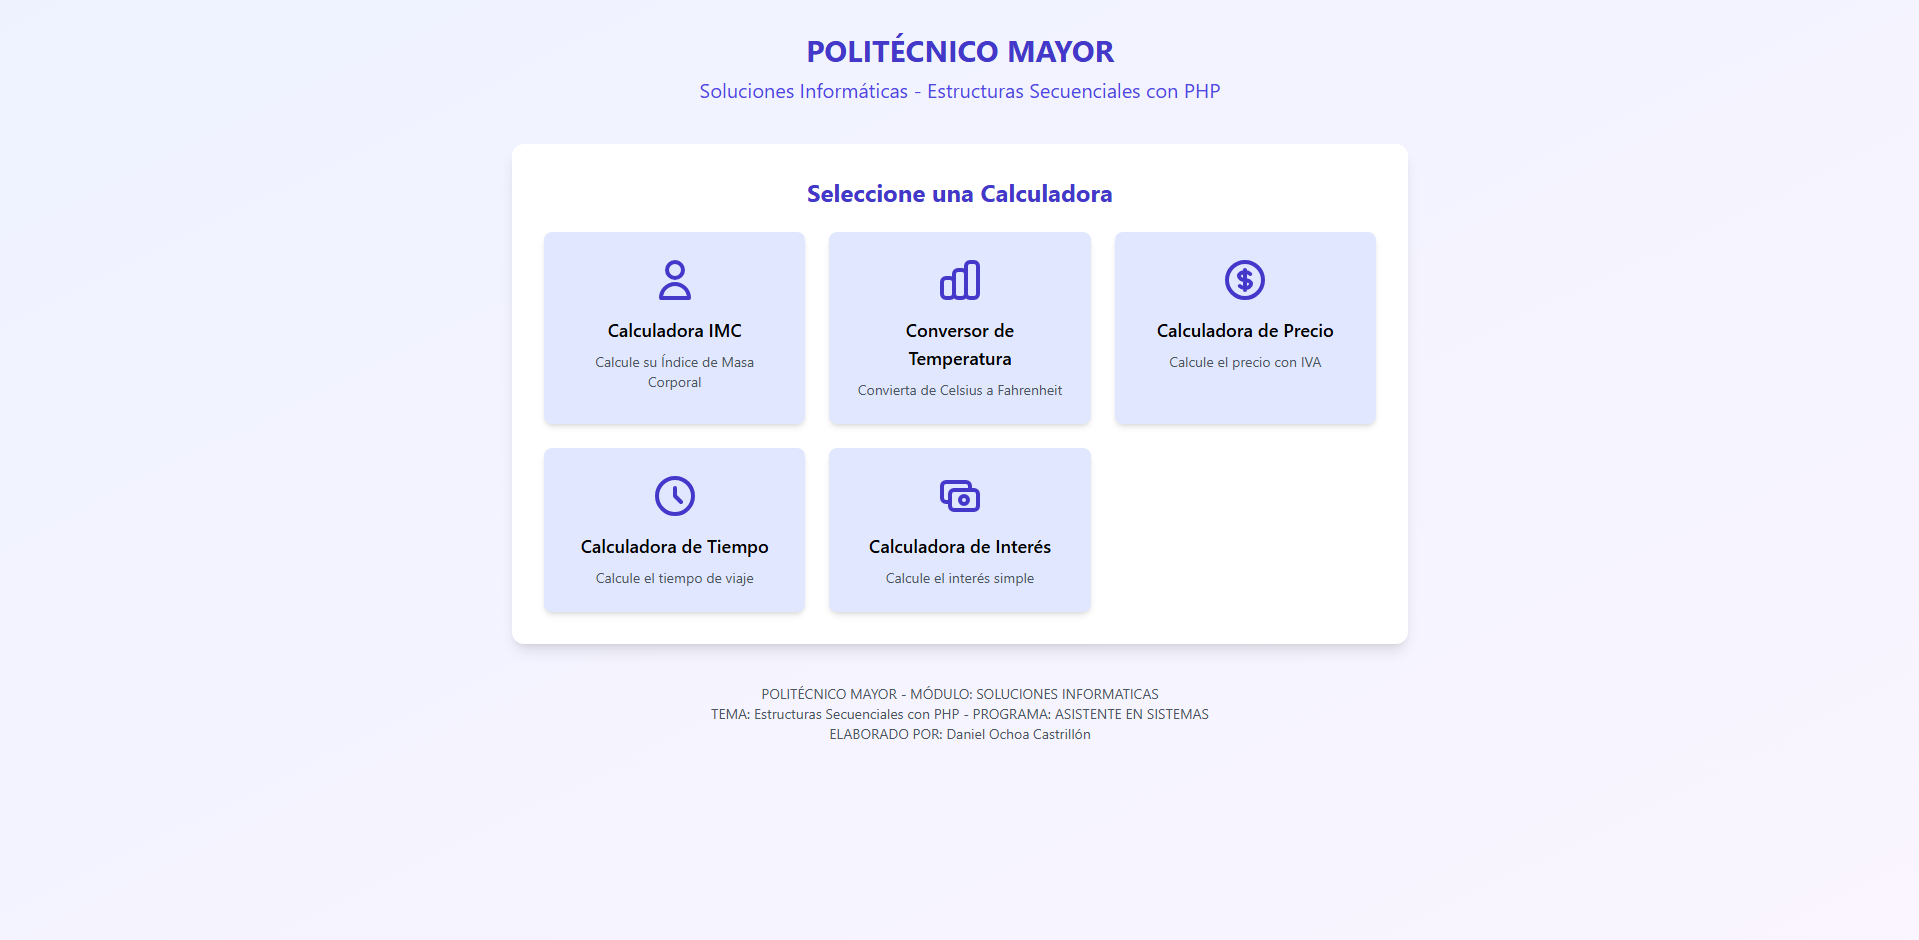 POLITÉCNICO MAYOR
Soluciones Informáticas - Estructuras Secuenciales con PHP
Seleccione una Calculadora
Calculadora IMC
Calcule su Índice de Masa
Corporal
Conversor de
Temperatura
Convierta de Celsius a Fahrenheit
Calculadora de Precio
Calcule el precio con IVA
Calculadora de Tiempo
Calcule el tiempo de viaje
Calculadora de Interés
Calcule el interés simple
POLITÉCNICO MAYOR - MÓDULO: SOLUCIONES INFORMATICAS
TEMA: Estructuras Secuenciales con PHP - PROGRAMA: ASISTENTE EN SISTEMAS
ELABORADO POR: Daniel Ochoa Castrillón